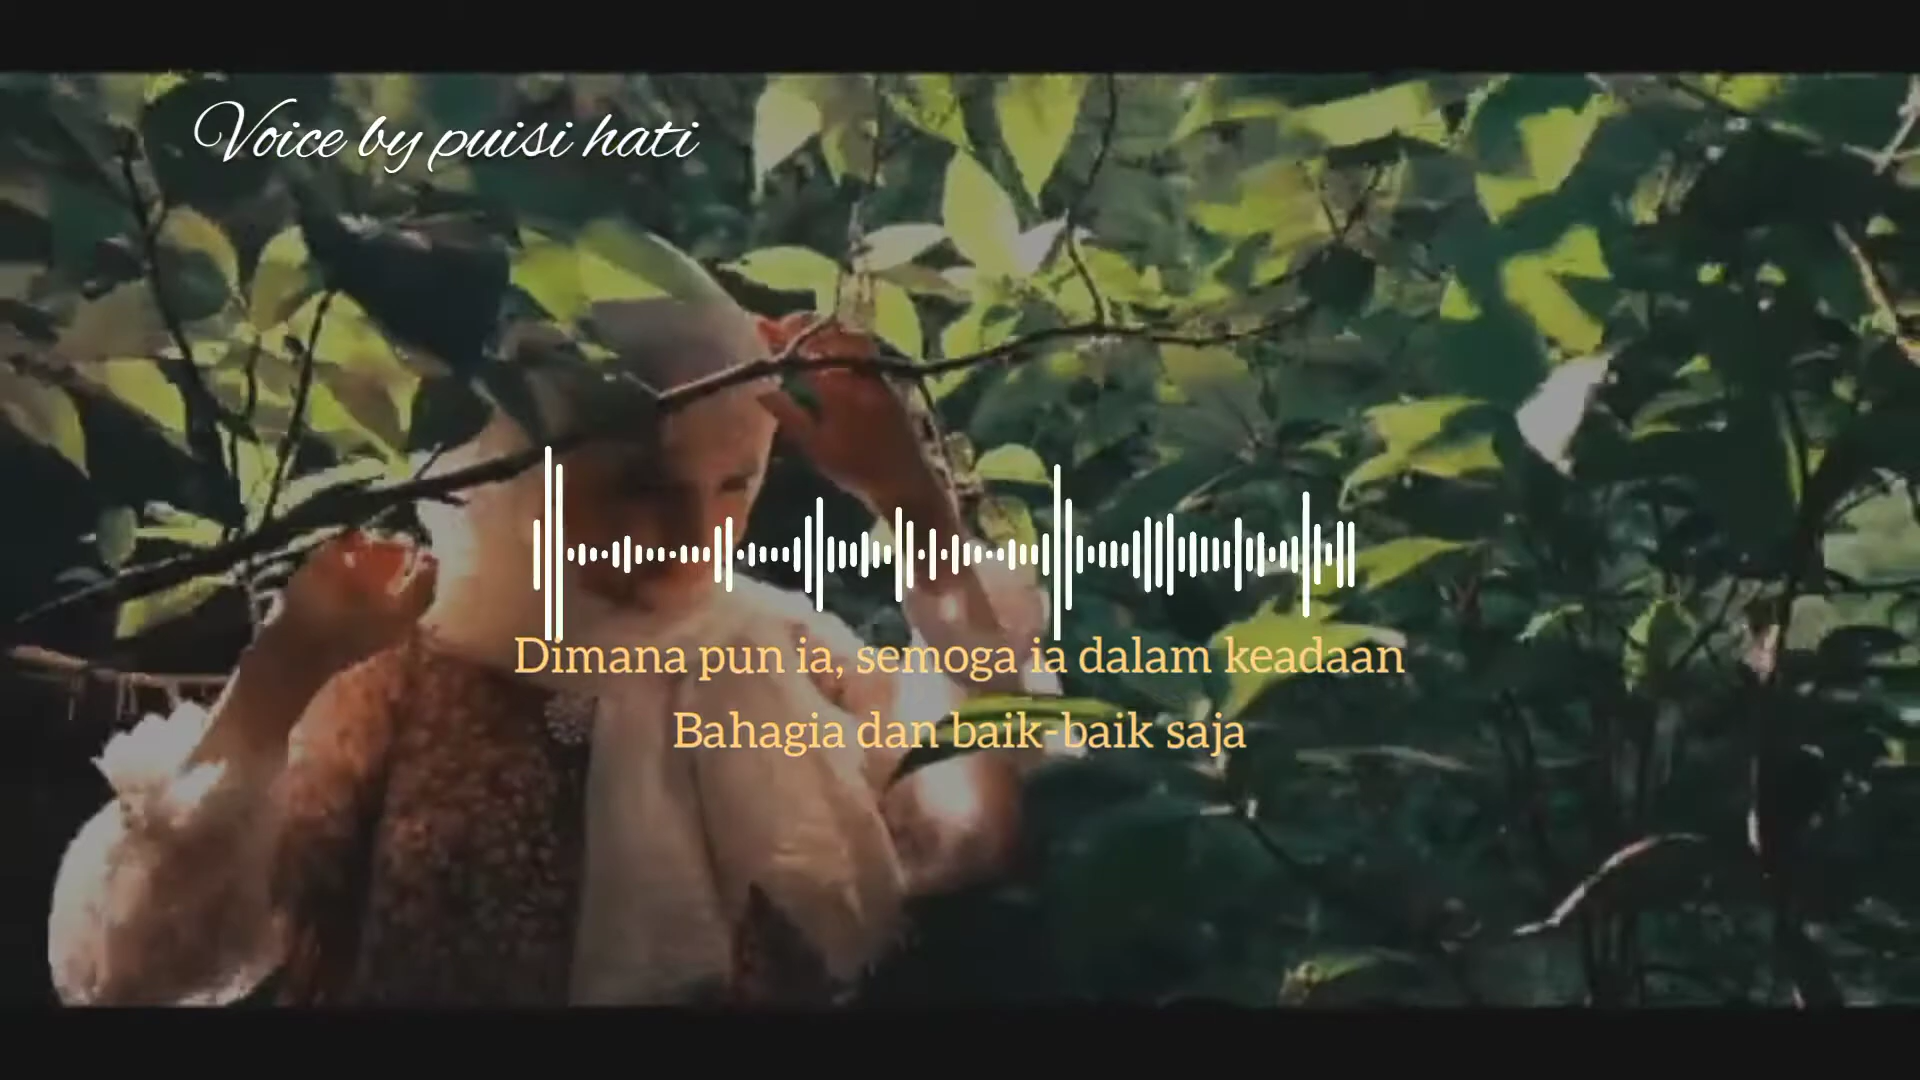 Voice by puisi hati
Dimana pun ia, semoga ia dalam keadaan
Bahagia dan baik-baik saja